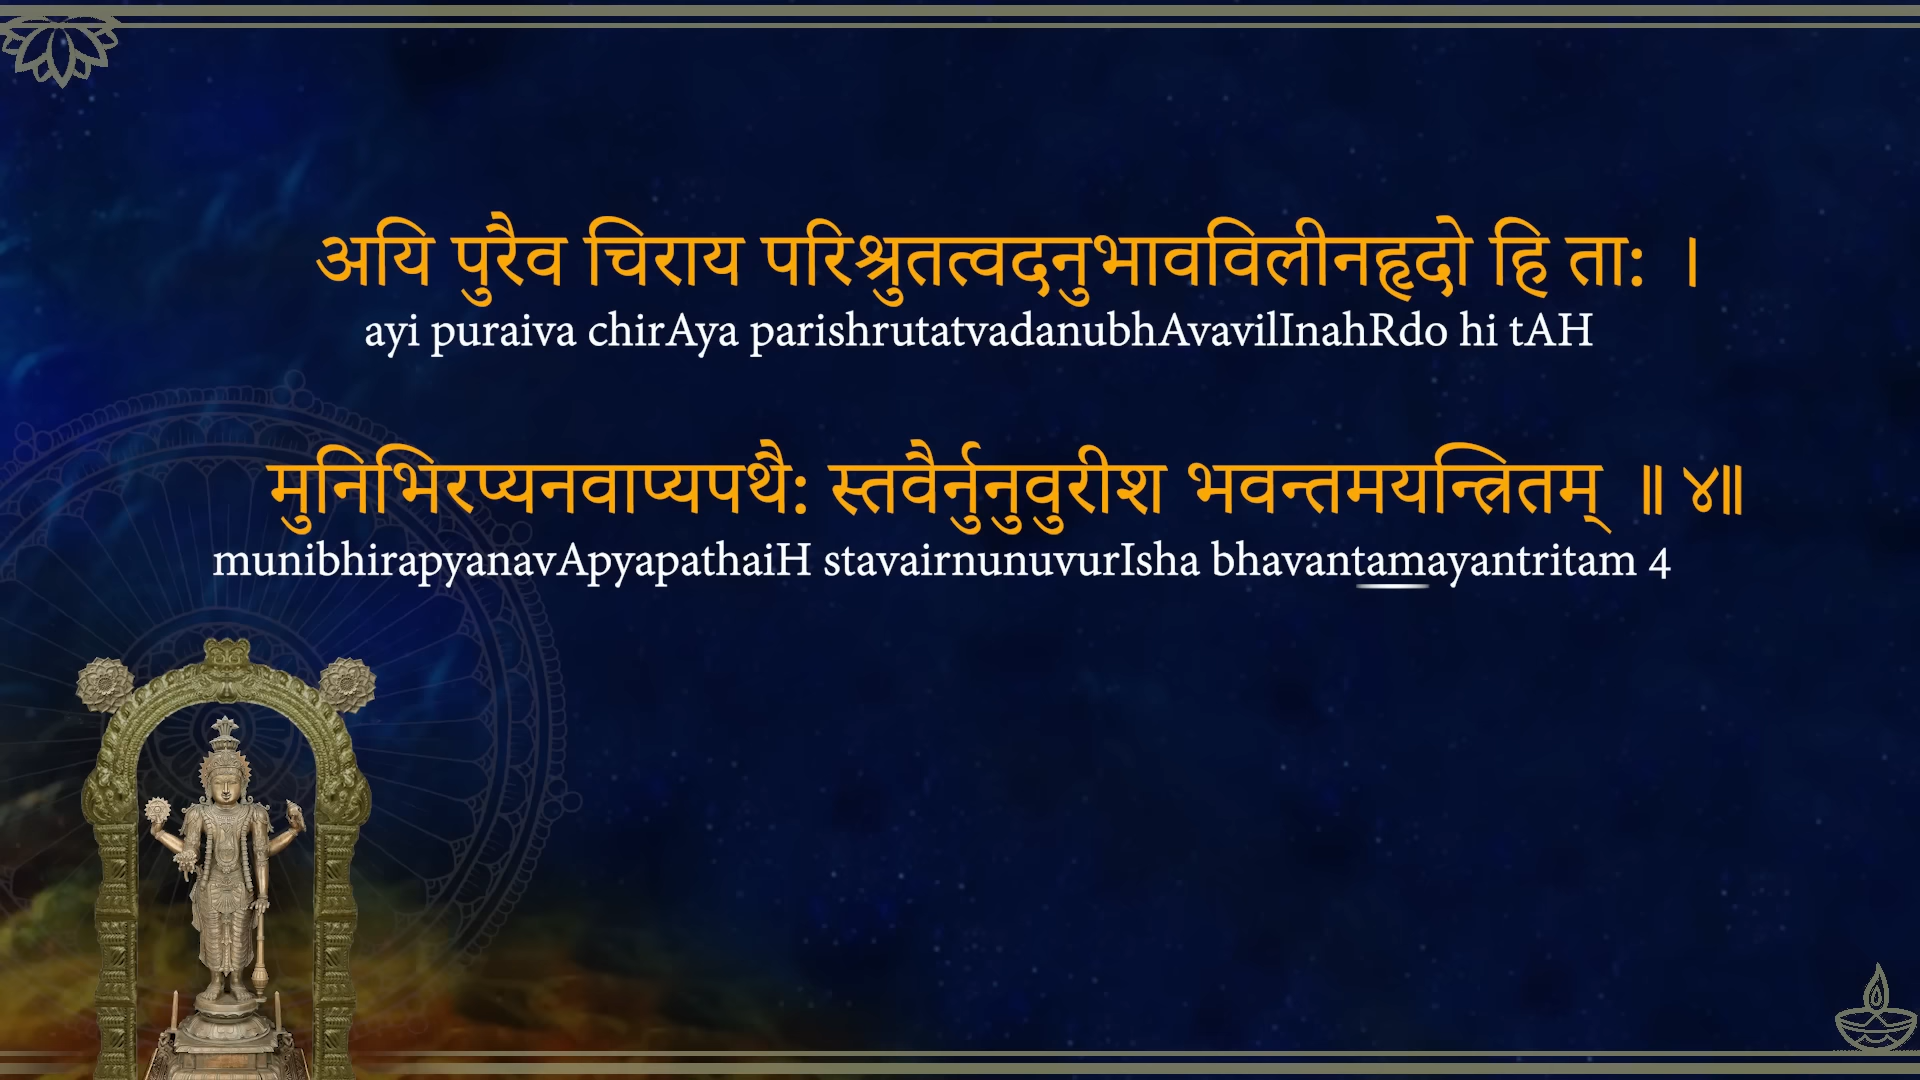 अयि पुरैव चिराय परिश्रुतत्वदनुभावविलीनहृदो हि ता: ।
ayi puraiva chirAya parishrutatvadanubhAvavilInahRdo hi tAH
मुनिभिरप्यनवाप्यपथै: स्तवैर्नुनुवुरीश भवन्तमयन्त्रितम् ॥ ४॥
munibhirapyanavApyapathaiH stavairnunuvurIsha bhavantamayantritam 4